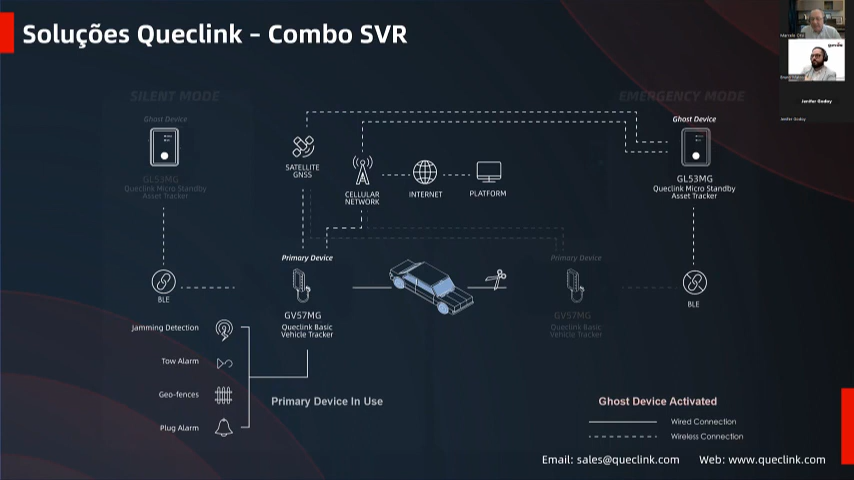 Soluções Queclink – Combo SVR
SILENT MODE
EMERGENCY MODE
Ghost Device
Ghost Device
GL53MG
Queclink Micro Standby
Asset Tracker
SATELLITE
GNSS
CELLULAR
NETWORK
INTERNET
PLATFORM
GL53MG
Queclink Micro Standby
Asset Tracker
Primary Device
Primary Device
BLE
BLE
GV57MG
Queclink Basic
Vehicle Tracker
GV57MG
Queclink Basic
Vehicle Tracker
Jamming Detection
Tow Alarm
Geo-fences
Plug Alarm
Primary Device In Use
Ghost Device Activated
Wired Connection
Wireless Connection
Email: sales@queclink.com Web: www.queclink.com
Jenifer Godoy
Jenifer Godoy